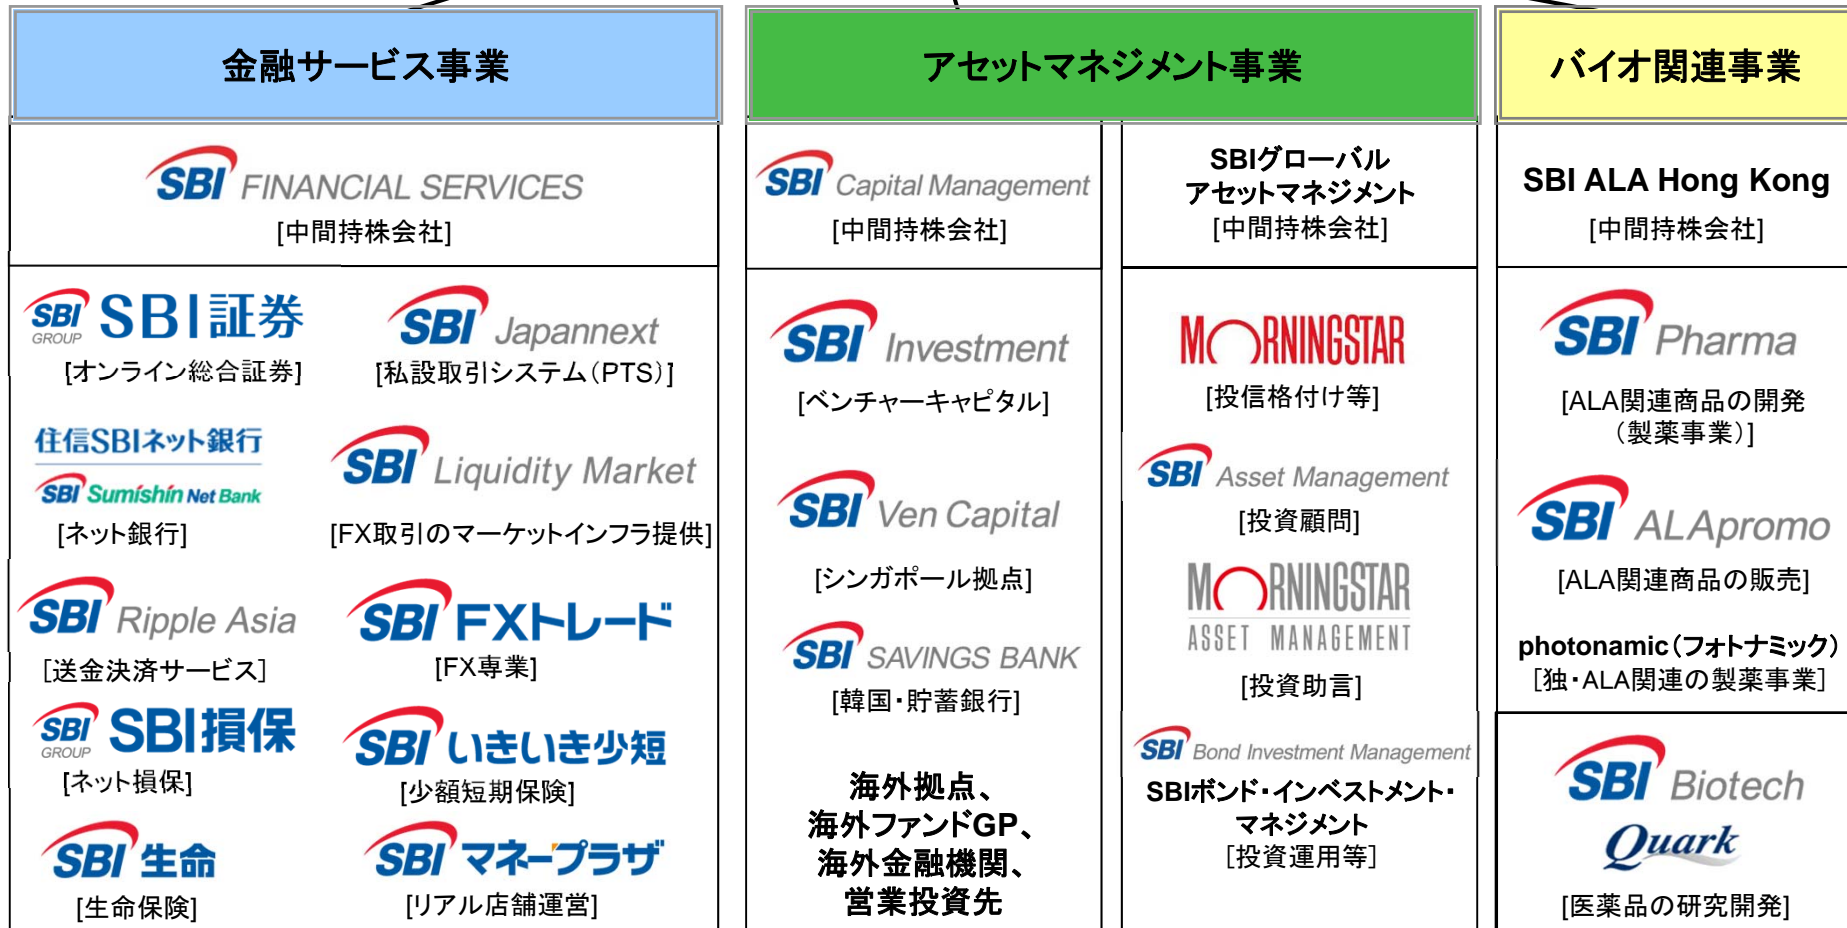 金融サービス事業
SBI FINANCIAL SERVICES
[中間持株会社]
SBI GROUP SBI証券
[オンライン総合証券]
SBI Japannext
[私設取引システム(PTS)]
住信SBIネット銀行
SBI Sumishin Net Bank
[ネット銀行]
SBI Liquidity Market
[FX取引のマーケットインフラ提供]
SBI Ripple Asia
[送金決済サービス]
SBI FXトレード
[FX専業]
SBI GROUP SBI損保
[ネット損保]
SBI いきいき少短
[少額短期保険]
SBI 生命
[生命保険]
SBI マネープラザ
[リアル店舗運営]
アセットマネジメント事業
SBI Capital Management
[中間持株会社]
SBI Investment
[ベンチャーキャピタル]
SBI Ven Capital
[シンガポール拠点]
SBI SAVINGS BANK
[韓国・貯蓄銀行]
海外拠点、
海外ファンドGP、
海外金融機関、
営業投資先
SBIグローバル
アセットマネジメント
[中間持株会社]
MORNINGSTAR
[投信格付け等]
SBI Asset Management
[投資顧問]
MORNINGSTAR
ASSET MANAGEMENT
[投資助言]
SBI Bond Investment Management
SBIボンド・インベストメント・
マネジメント
[投資運用等]
バイオ関連事業
SBI ALA Hong Kong
[中間持株会社]
SBI Pharma
[ALA関連商品の開発
(製薬事業)]
SBI ALApromo
[ALA関連商品の販売]
photonamic(フォトナミック)
[独・ALA関連の製薬事業]
SBI Biotech
Quark
[医薬品の研究開発]